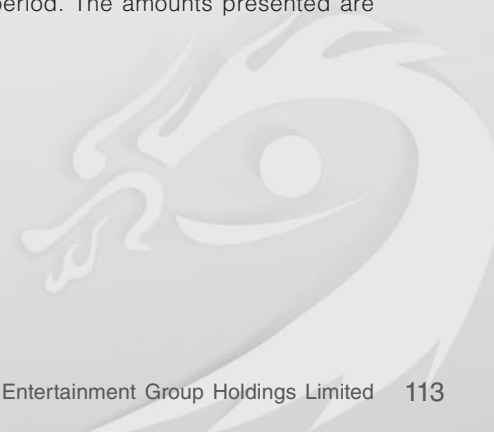 period. The amounts presented are
Entertainment Group Holdings Limited 113